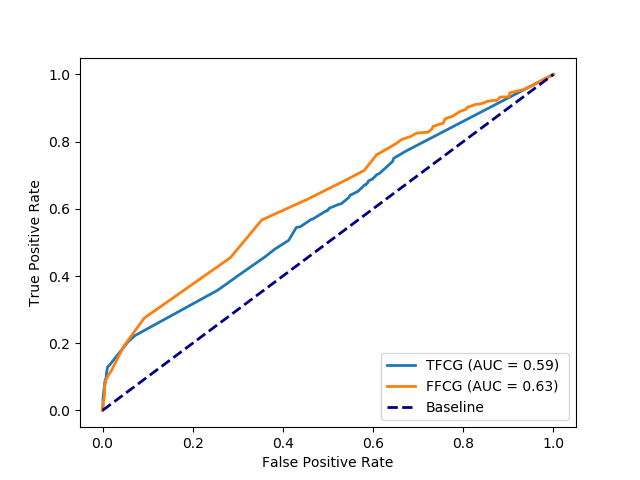 1.0
0.8
0.6
0.4
0.2
0.0
True Positive Rate
TFCG (AUC = 0.59)
FFCG (AUC = 0.63)
Baseline
0.0 0.2 0.4 0.6 0.8 1.0
False Positive Rate